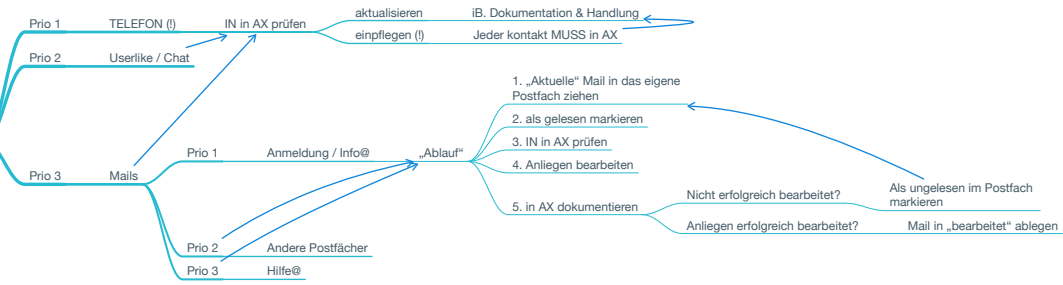 Prio 1
TELEFON (!)
IN in AX prüfen
aktualisieren
iB. Dokumentation & Handlung
einpflegen (!)
Jeder kontakt MUSS in AX
Prio 2
Userlike / Chat
Prio 3
Mails
Prio 1
Anmeldung / Info@
„Ablauf“
1. „Aktuelle“ Mail in das eigene
Postfach ziehen
2. als gelesen markieren
3. IN in AX prüfen
4. Anliegen bearbeiten
5. in AX dokumentieren
Nicht erfolgreich bearbeitet?
Als ungelesen im Postfach
markieren
Anliegen erfolgreich bearbeitet?
Mail in „bearbeitet“ ablegen
Prio 2
Andere Postfächer
Prio 3
Hilfe@